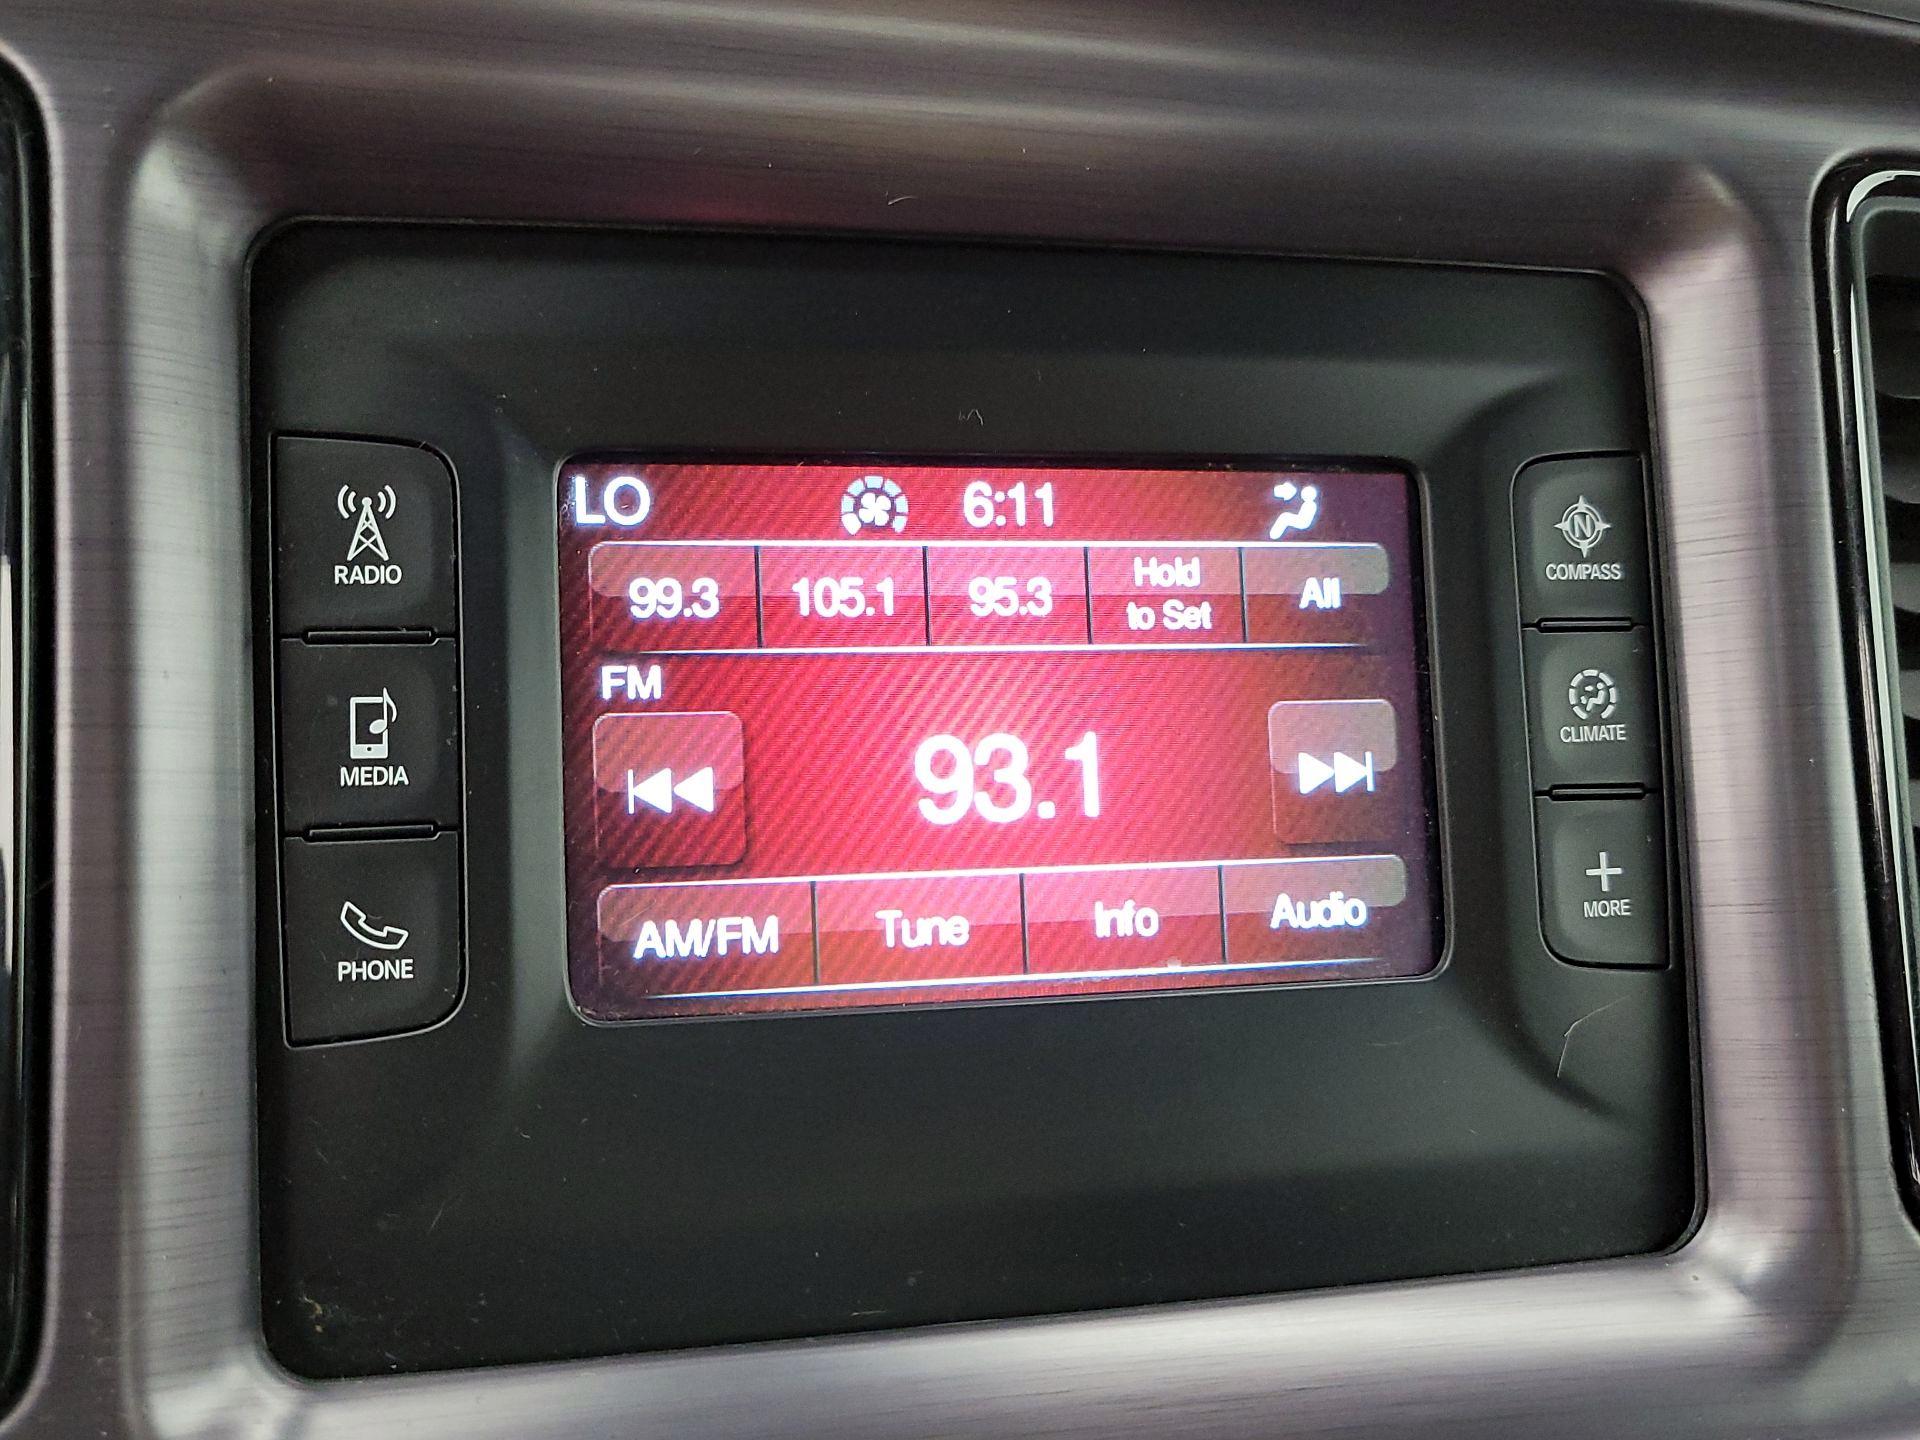 LO 6:11
99.3 105.1 95.3 Hold to Set All
FM
93.1
AM/FM Tune Info Audio
RADIO
MEDIA
PHONE
N
COMPASS
CLIMATE
+
MORE